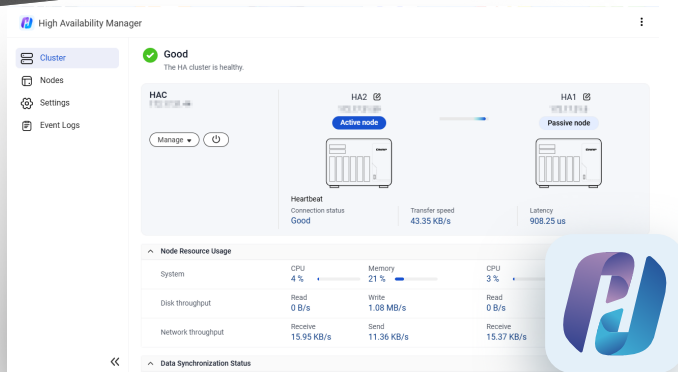 High Availability Manager
Cluster
Nodes
Settings
Event Logs
Good
The HA cluster is healthy.
HAC
Manage
HA2
Active node
HA1
Passive node
Heartbeat
Connection status
Good
Transfer speed
43.35 KB/s
Latency
908.25 us
Node Resource Usage
System
CPU
4 %
Memory
21 %
CPU
3 %
Disk throughput
Read
0 B/s
Write
1.08 MB/s
Read
0 B/s
Network throughput
Receive
15.95 KB/s
Send
11.36 KB/s
Receive
15.37 KB/s
Data Synchronization Status